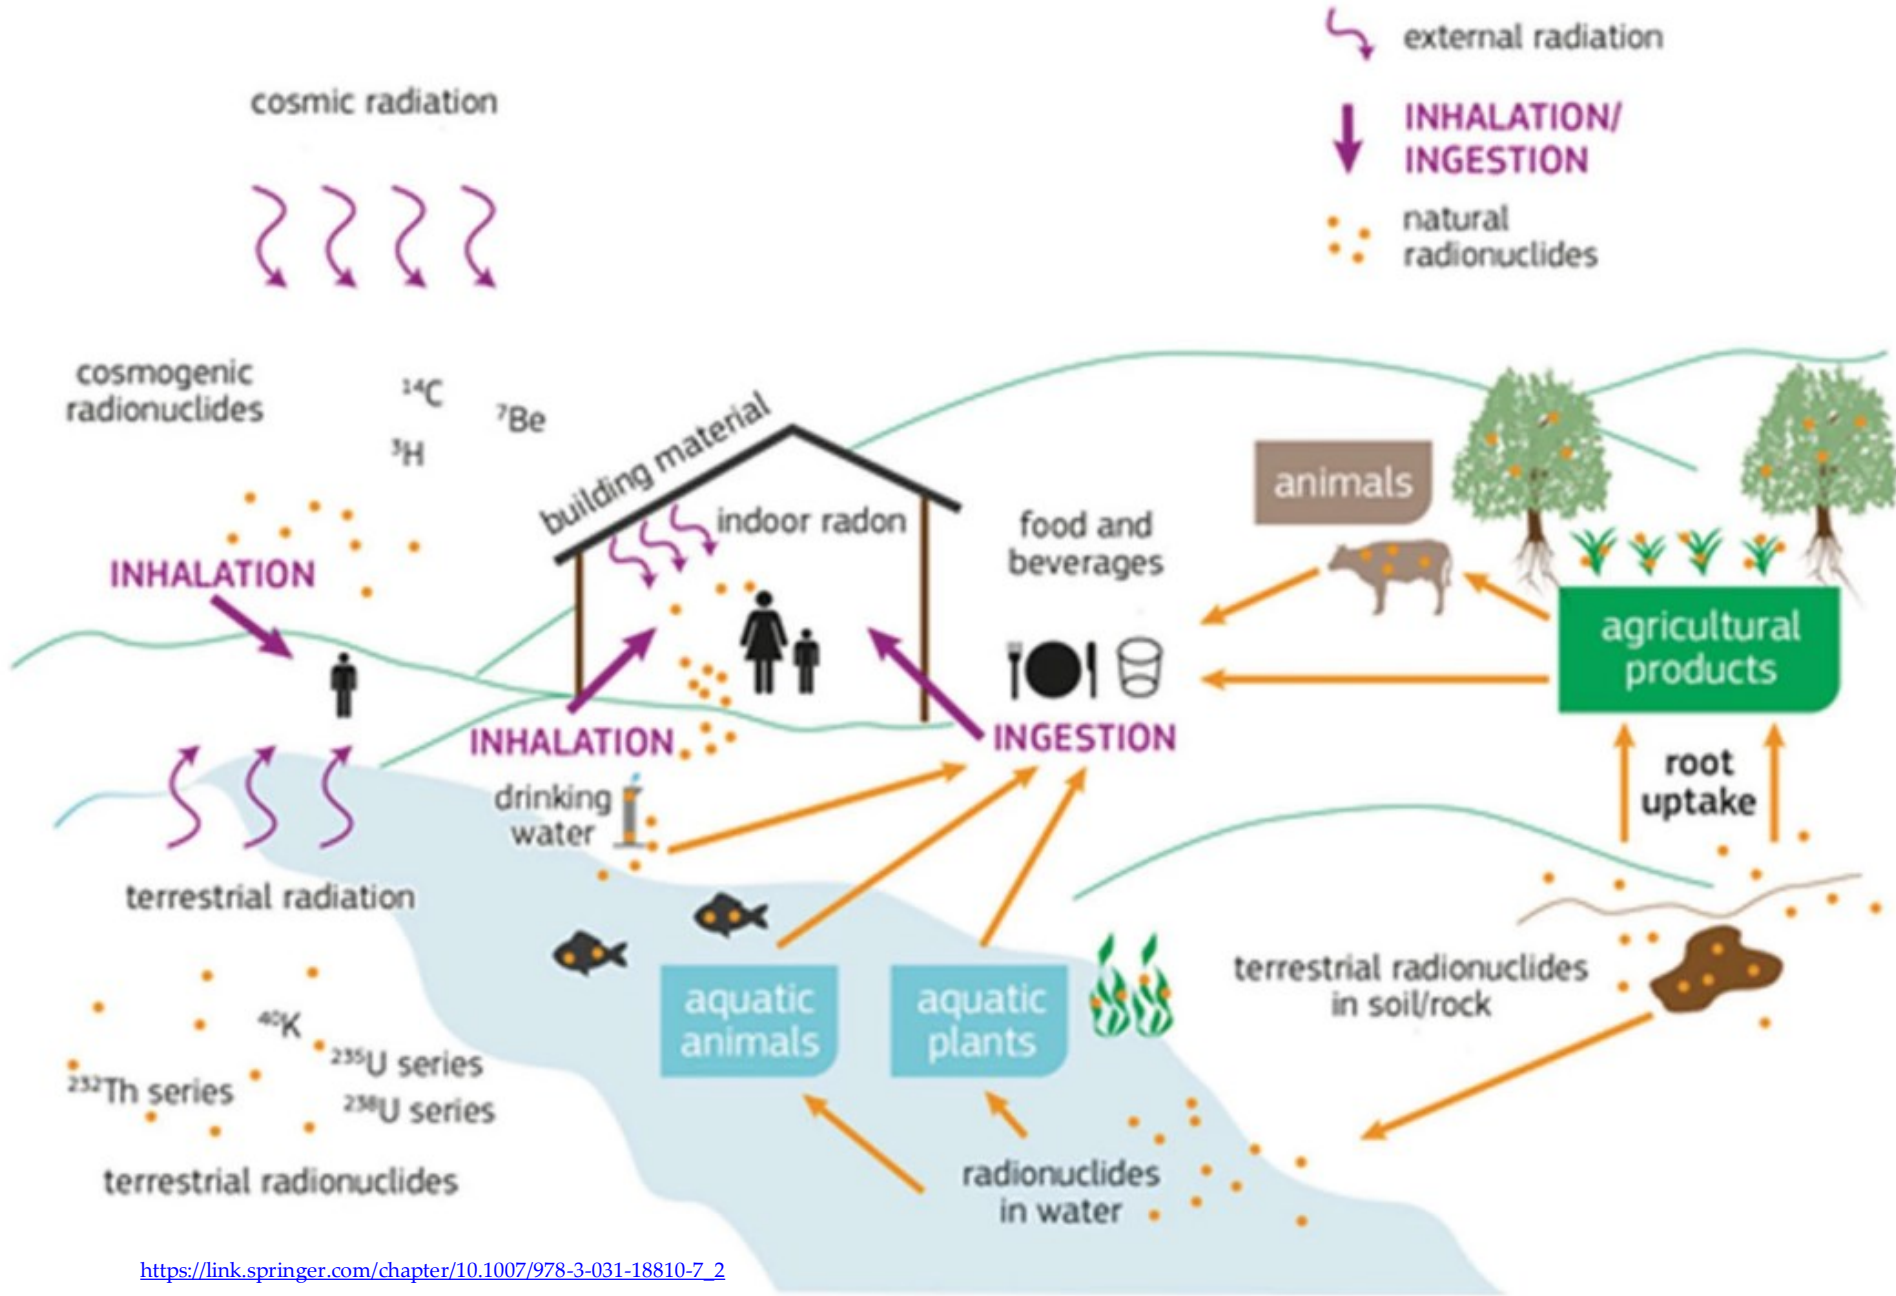 external radiation
INHALATION/
INGESTION
natural
radionuclides
cosmic radiation
cosmogenic
radionuclides
¹⁴C
⁷Be
³H
INHALATION
building material
indoor radon
food and
beverages
animals
agricultural
products
INHALATION
INGESTION
root
uptake
drinking
water
terrestrial radiation
aquatic
animals
aquatic
plants
terrestrial radionuclides
in soil/rock
⁴⁰K
²³⁵U series
²³²Th series
²³⁸U series
terrestrial radionuclides
radionuclides
in water
https://link.springer.com/chapter/10.1007/978-3-031-18810-7_2